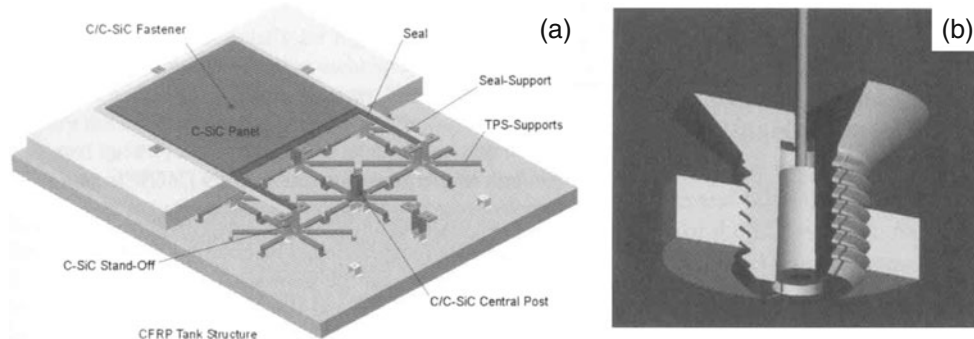 C/C-SiC Fastener
Seal
(a)
(b)
Seal-Support
C-SiC Panel
TPS-Supports
C-SiC Stand-Off
C/C-SiC Central Post
CFRP Tank Structure